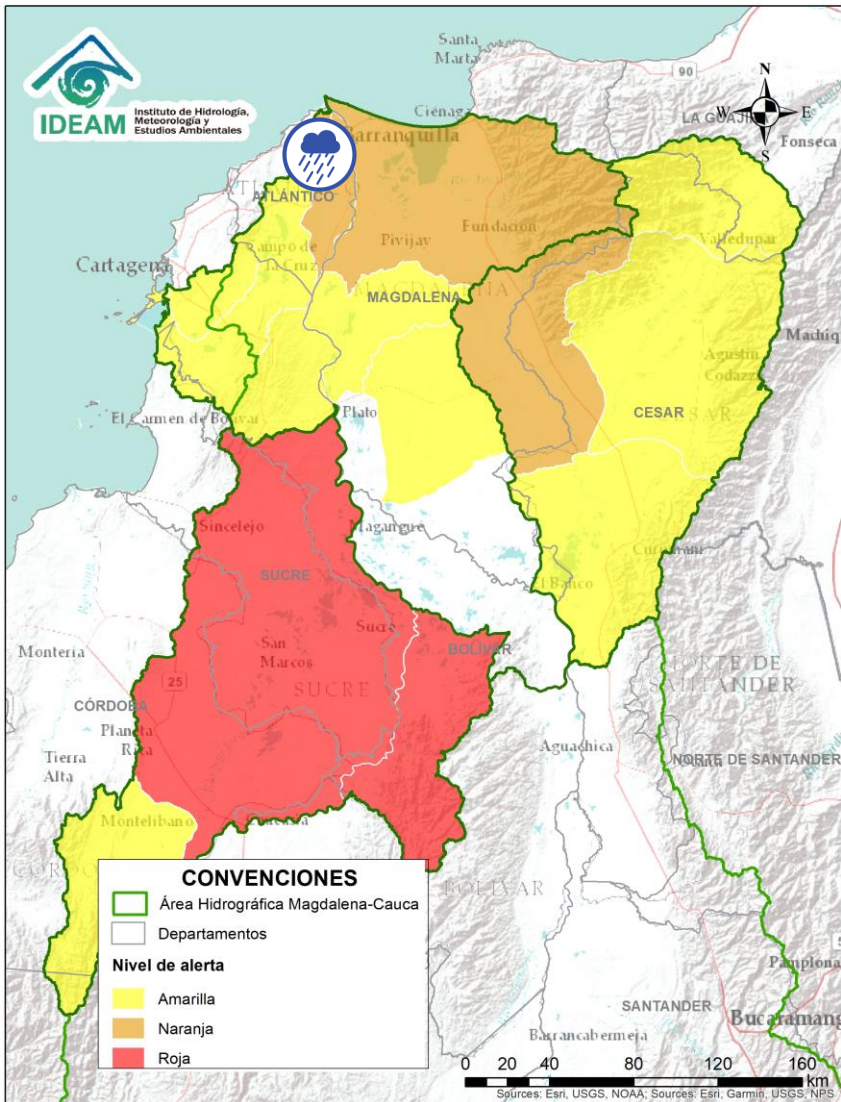 IDEAM
Instituto de Hidrología,
Meteorología y
Estudios Ambientales
Santa
Marta
90
N
W
E
S
Ciénaga
LA GUAJI
Fonseca
Barranquilla
ATLÁNTICO
Valledupar
Fundación
Pivijay
Campo de
la Cruz
Cartagena
MAGDALENA
Machiq
Agustín
Codazzi
CESAR
El Carmen de Bolívar
Plato
Sincelejo
Magangue
SUCRE
El Banco
Sucre
San
Marcos
BOLÍVAR
Montería
SUCRE
NORTE DE
SANTANDER
25
CÓRDOBA
Planeta
Rica
Aguachica
Tierra
Alta
NORTE DE SANTANDER
Montelibano
BOLÍVAR
CONVENCIONES
Área Hidrográfica Magdalena-Cauca
Departamentos
Nivel de alerta
Amarilla
Naranja
Roja
Pamplona
SANTANDER
Bucaramang
Barrancabermeja
0 20 40 80 120 160
km
Sources: Esri, USGS, NOAA; Sources: Esri, Garmin, USGS, NPS